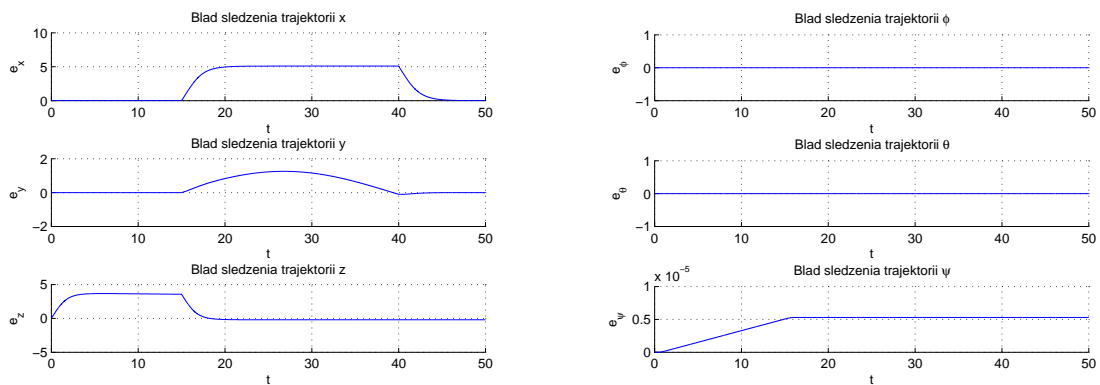 Blad sledzenia trajektorii x
10
5
0
e_x
0 10 20 30 40 50
t
Blad sledzenia trajektorii y
2
0
−2
e_y
0 10 20 30 40 50
t
Blad sledzenia trajektorii z
5
0
−5
e_z
0 10 20 30 40 50
t
Blad sledzenia trajektorii ϕ
1
0
−1
e_ϕ
0 10 20 30 40 50
t
Blad sledzenia trajektorii θ
1
0
−1
e_θ
0 10 20 30 40 50
t
Blad sledzenia trajektorii ψ
x 10^−5
1
0.5
0
e_ψ
0 10 20 30 40 50
t